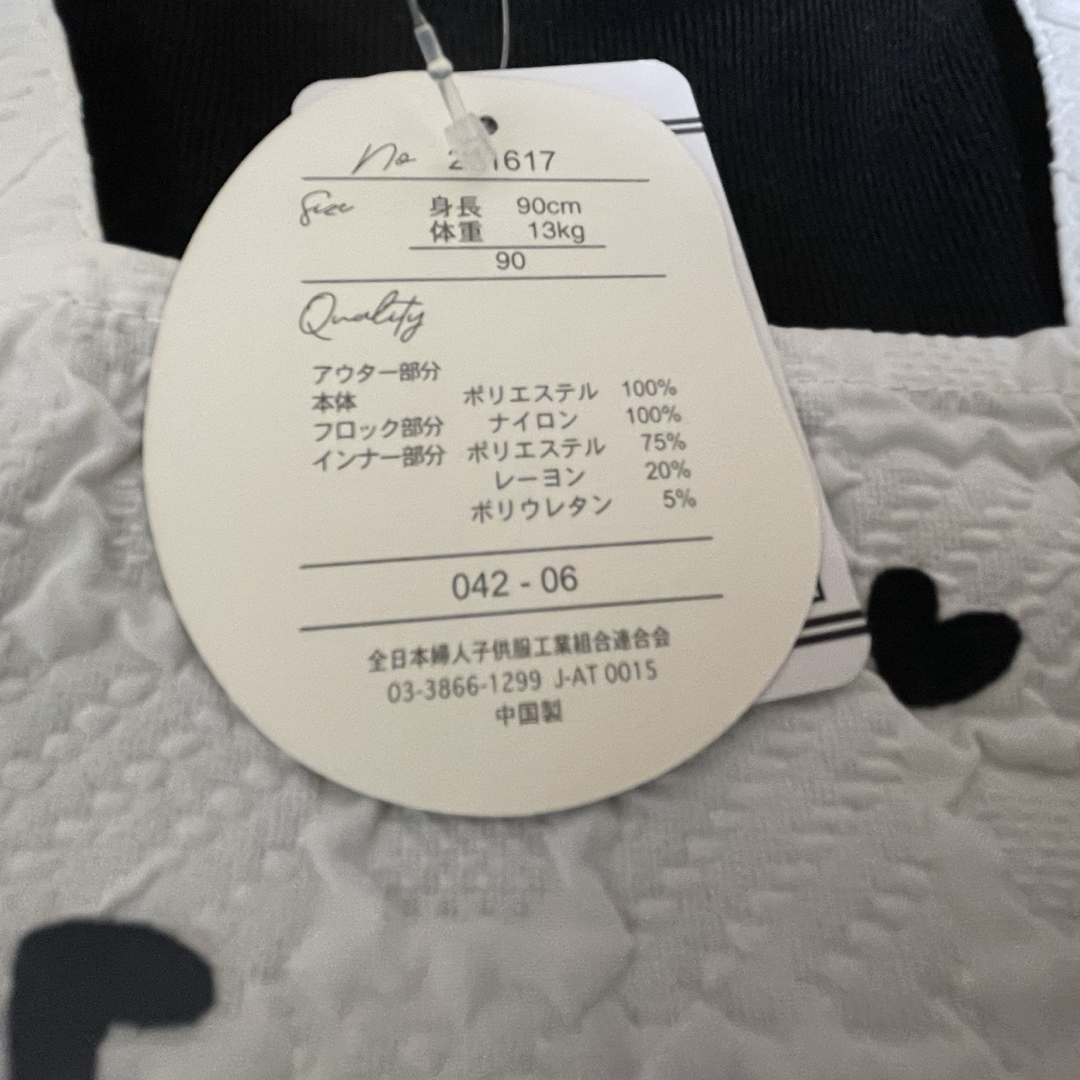 No
Size 身長 90cm
体重 13kg
90
Quality
アウター部分
本体 ポリエステル 100%
フロック部分 ナイロン 100%
インナー部分 ポリエステル 75%
レーヨン 20%
ポリウレタン 5%
042 - 06
全日本婦人子供服工業組合連合会
03-3866-1299 J-AT 0015
中国製